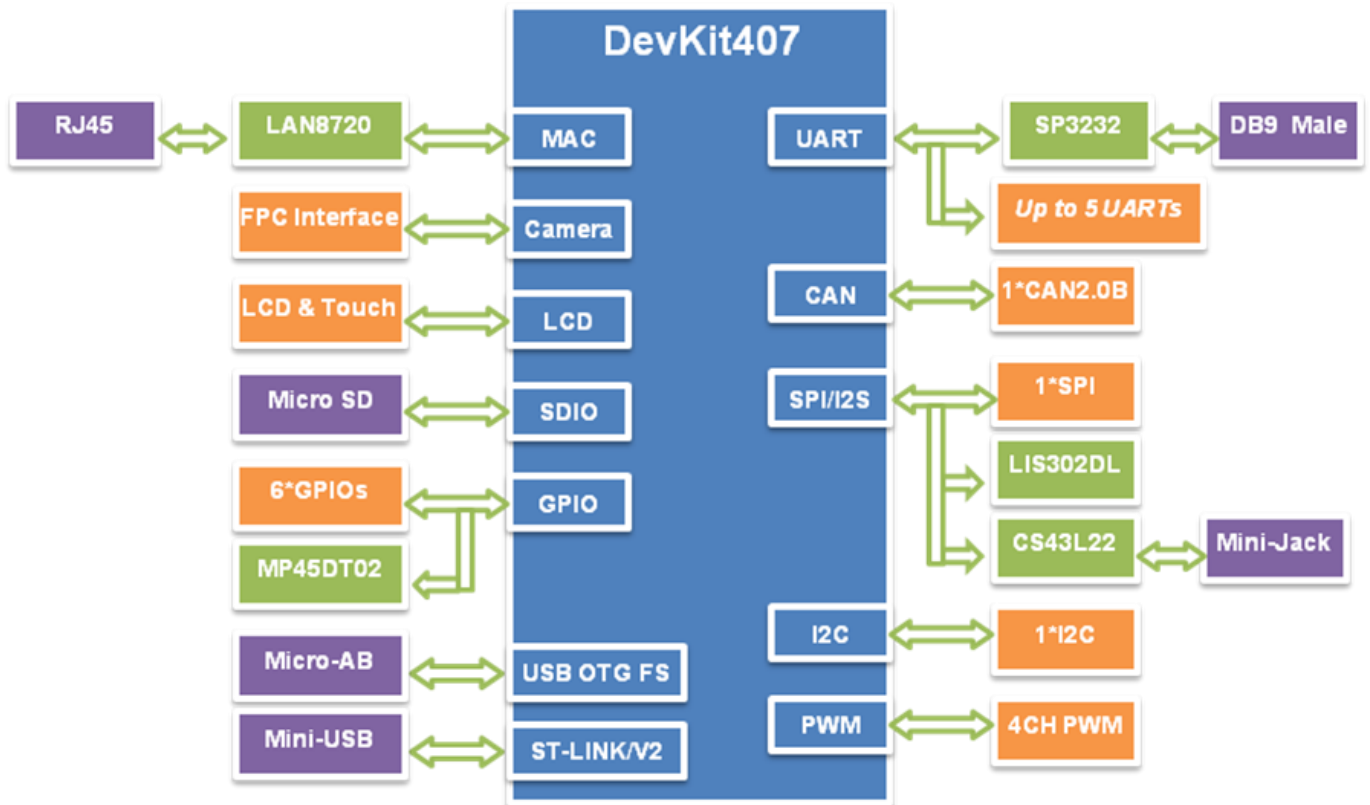 DevKit407
RJ45
LAN8720
MAC
FPC Interface
Camera
LCD & Touch
LCD
Micro SD
SDIO
6*GPIOs
GPIO
MP45DT02
Micro-AB
USB OTG FS
Mini-USB
ST-LINK/V2
UART
SP3232
DB9 Male
Up to 5 UARTs
CAN
1*CAN2.0B
SPI/I2S
1*SPI
LIS302DL
CS43L22
Mini-Jack
I2C
1*I2C
PWM
4CH PWM